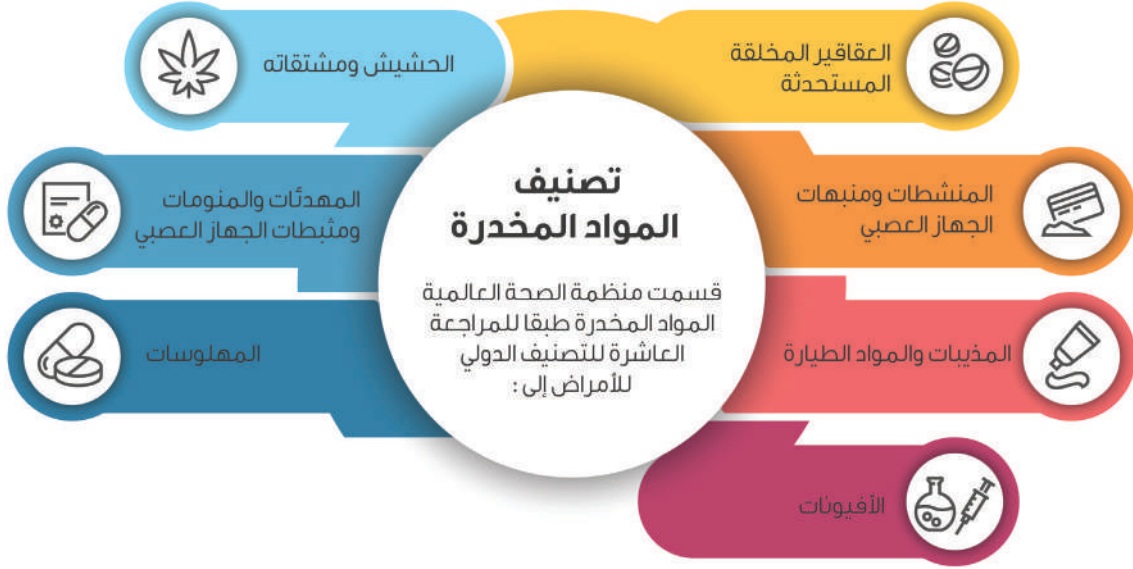 تصنيف
المواد المخدرة
قسمت منظمة الصحة العالمية
المواد المخدرة طبقا للمراجعة
العاشرة للتصنيف الدولي
للأمراض إلى :
العقاقير المخلقة
المستحدثة
المنشطات ومنبهات
الجهاز العصبي
المذيبات والمواد الطيارة
الأفيونات
الحشيش ومشتقاته
المهدئات والمنومات
ومثبطات الجهاز العصبي
المهلوسات